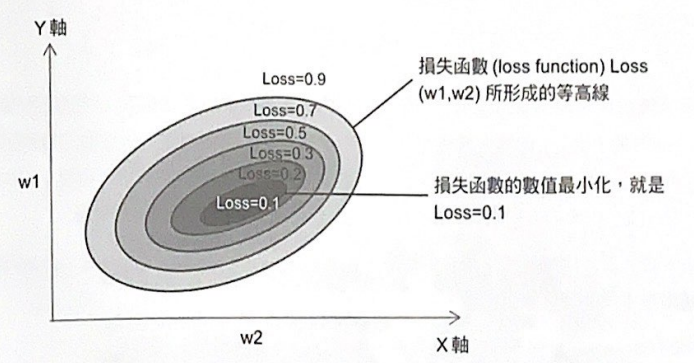 Y 軸
Loss=0.9
Loss=0.7
Loss=0.5
Loss=0.3
Loss=0.2
Loss=0.1
損失函數 (loss function) Loss
(w1,w2) 所形成的等高線
損失函數的數值最小化，就是
Loss=0.1
w1
w2
X 軸